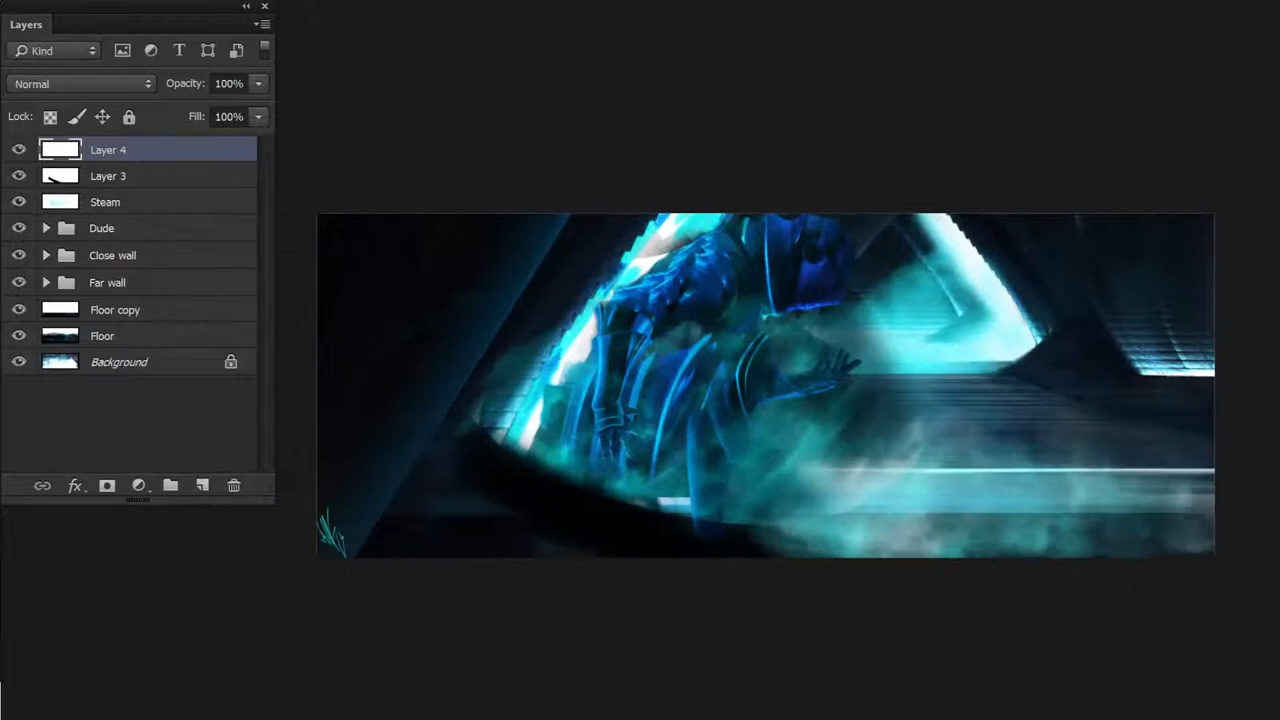 Layers
Kind
Normal Opacity: 100%
Lock: Fill: 100%
Layer 4
Layer 3
Steam
Dude
Close wall
Far wall
Floor copy
Floor
Background
fx